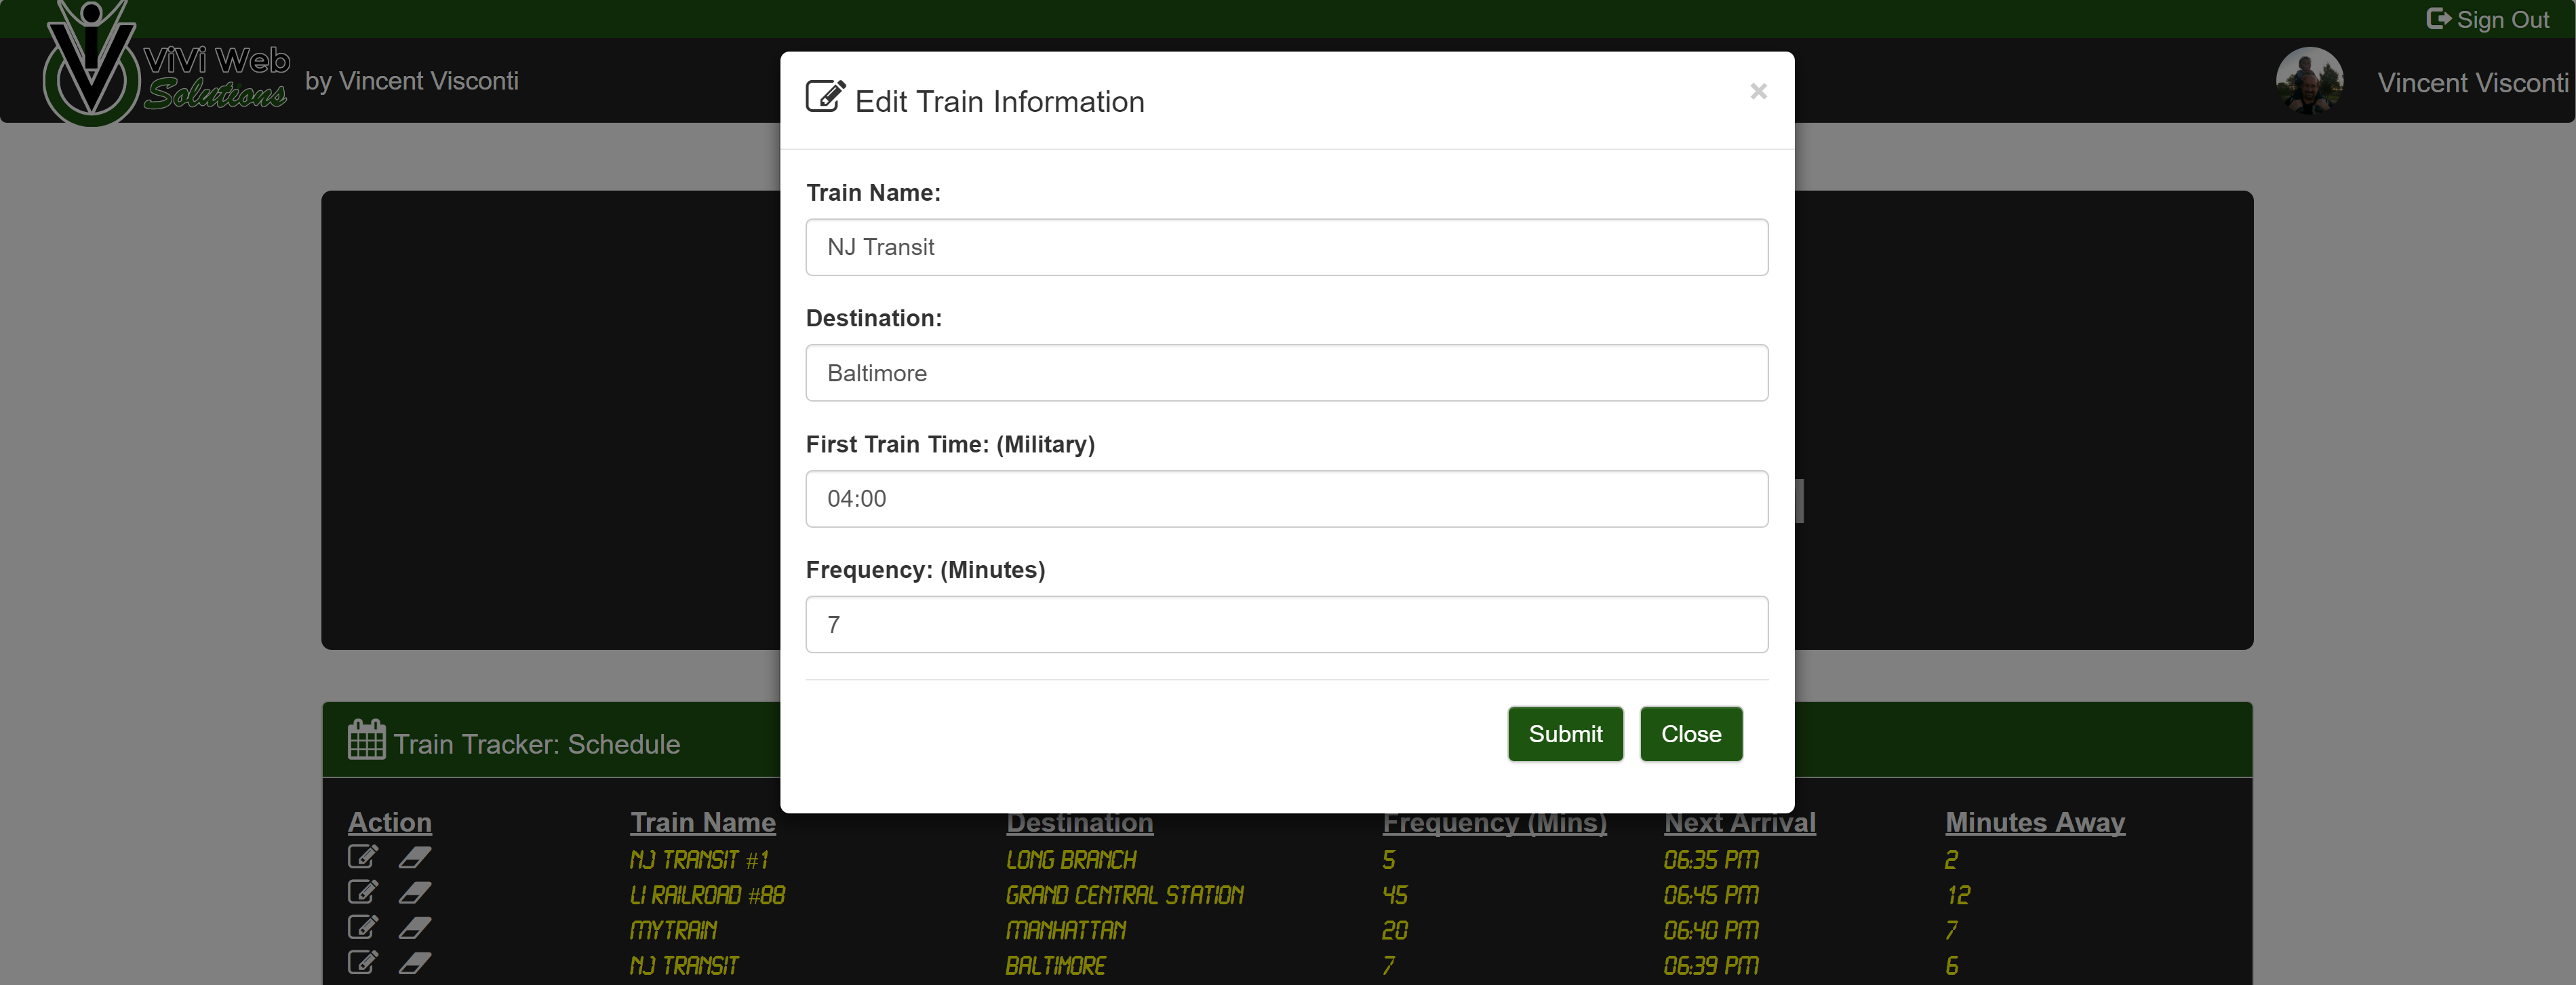 Sign Out
ViVi Web
Solutions
by Vincent Visconti
Vincent Visconti
Edit Train Information
×
Train Name:
NJ Transit
Destination:
Baltimore
First Train Time: (Military)
04:00
Frequency: (Minutes)
7
Submit Close
Train Tracker: Schedule
Action Train Name Destination Frequency (Mins) Next Arrival Minutes Away
NJ TRANSIT #1 LONG BRANCH 5 06:35 PM 2
LI RAILROAD #88 GRAND CENTRAL STATION 45 06:45 PM 12
MYTRAIN MANHATTAN 20 06:40 PM 7
NJ TRANSIT BALTIMORE 7 06:39 PM 6